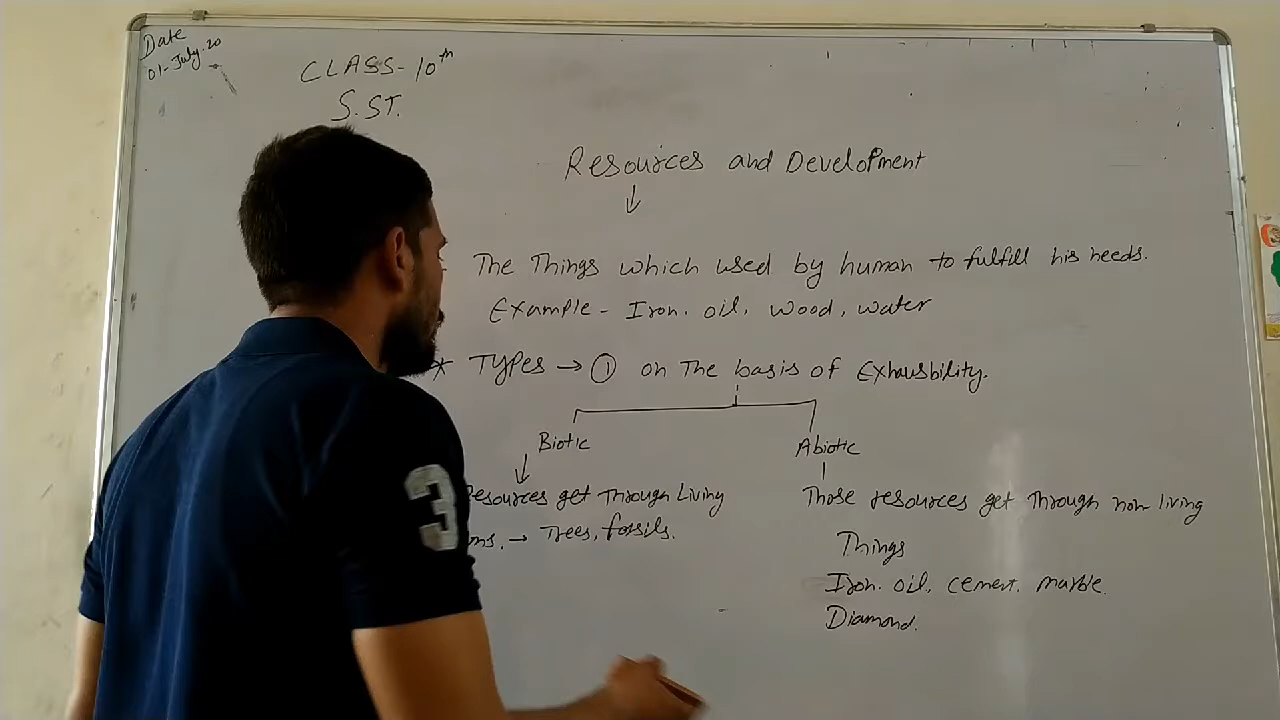 Date
01-July-20
CLASS-10th
S.ST.
Resources and Development
↓
The Things which used by human to fulfill his needs.
Example - Iron. oil, wood, water
* Types → ① on The basis of Exhausbility.
Biotic
Abiotic
Resources get Through Living
→ Trees, fossils.
Those resources get Through non living
Things
Iron. oil, cement. marble.
Diamond.
3